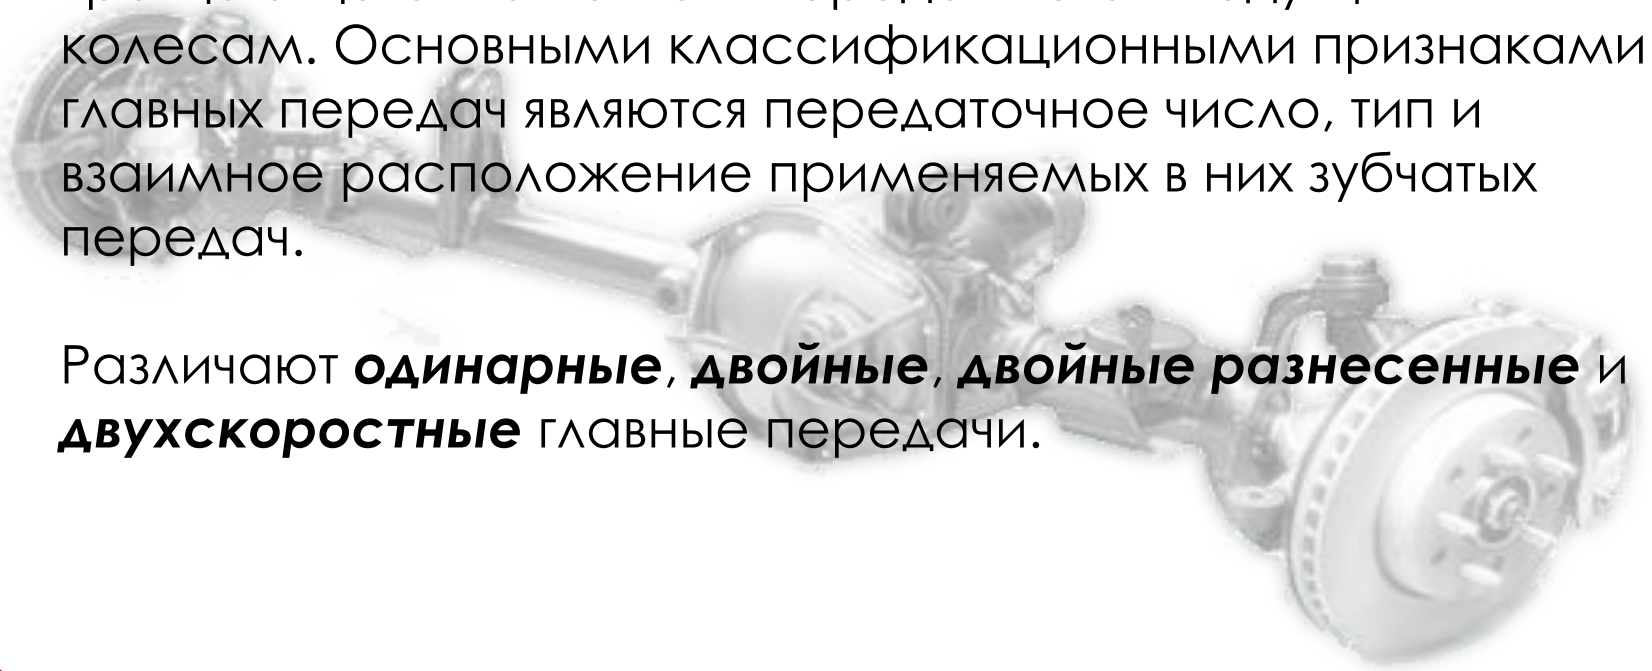 колесам. Основными классификационными признаками
главных передач являются передаточное число, тип и
взаимное расположение применяемых в них зубчатых
передач.
Различают одинарные, двойные, двойные разнесенные и
двухскоростные главные передачи.